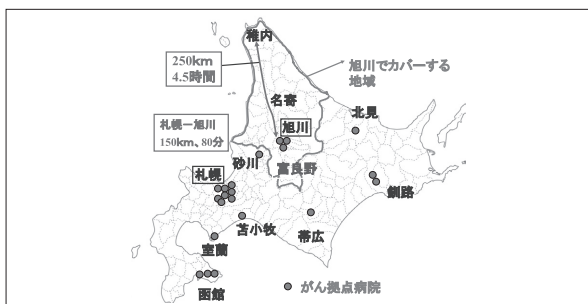 稚内
250km
4.5時間
旭川でカバーする
地域
名寄
北見
札幌ー旭川
150km、80分
旭川
砂川
富良野
札幌
釧路
苫小牧
帯広
室蘭
函館
がん拠点病院